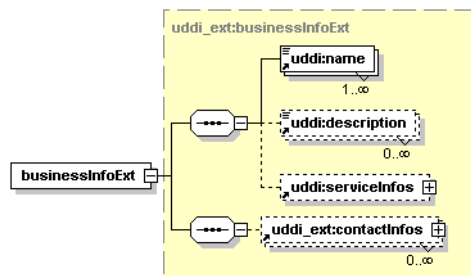 uddi_ext:businessInfoExt
uddi:name
1..∞
uddi:description
0..∞
businessInfoExt
uddi:serviceInfos
uddi_ext:contactInfos
0..∞